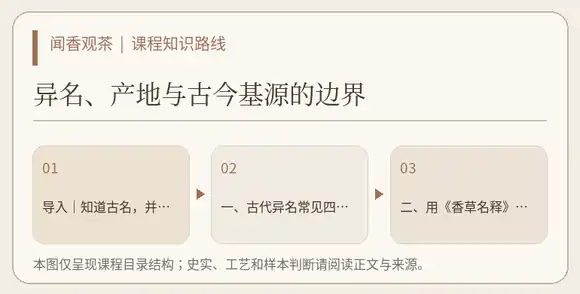 闻香观茶｜课程知识路线
异名、产地与古今基源的边界
01
导入｜知道古名，并…
02
一、古代异名常见四…
03
二、用《香草名释》…
本图仅呈现课程目录结构；史实、工艺和样本判断请阅读正文与来源。